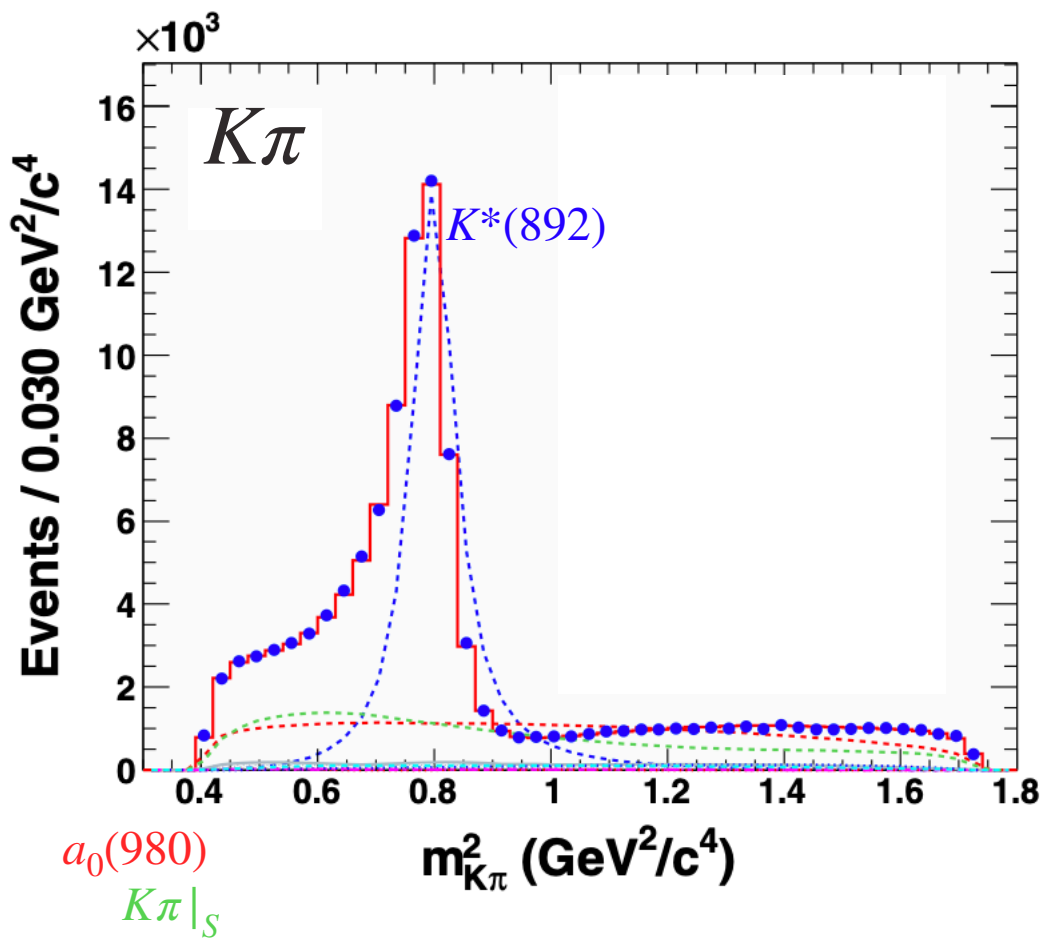 ×10³
16
14
12
10
8
6
4
2
0
Events / 0.030 GeV²/c⁴
Kπ
K*(892)
0.4 0.6 0.8 1 1.2 1.4 1.6 1.8
m²Kπ (GeV²/c⁴)
a₀(980)
Kπ|S